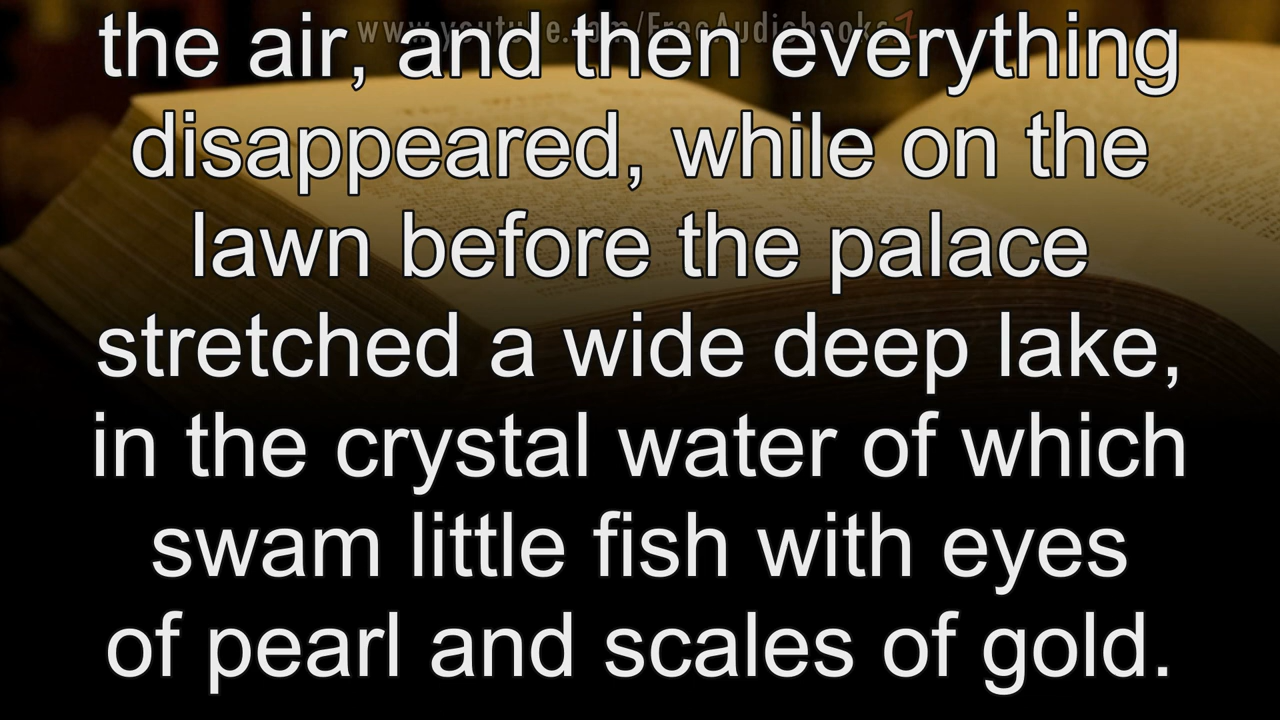 www.youtube.com/FreeAudiobooks1
the air, and then everything
disappeared, while on the
lawn before the palace
stretched a wide deep lake,
in the crystal water of which
swam little fish with eyes
of pearl and scales of gold.